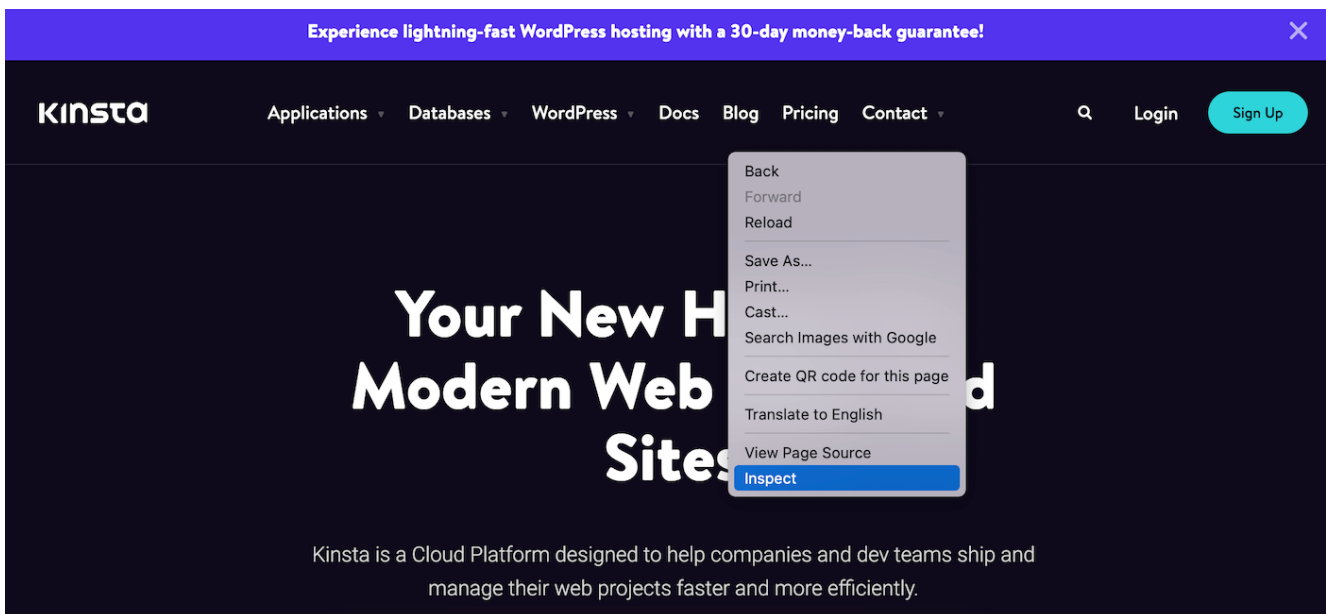 Experience lightning-fast WordPress hosting with a 30-day money-back guarantee!
KINSTA Applications Databases WordPress Docs Blog Pricing Contact Login Sign Up
Back
Forward
Reload
Save As...
Print...
Cast...
Search Images with Google
Create QR code for this page
Translate to English
View Page Source
Inspect
Your New H
Modern Web d
Sites
Kinsta is a Cloud Platform designed to help companies and dev teams ship and
manage their web projects faster and more efficiently.